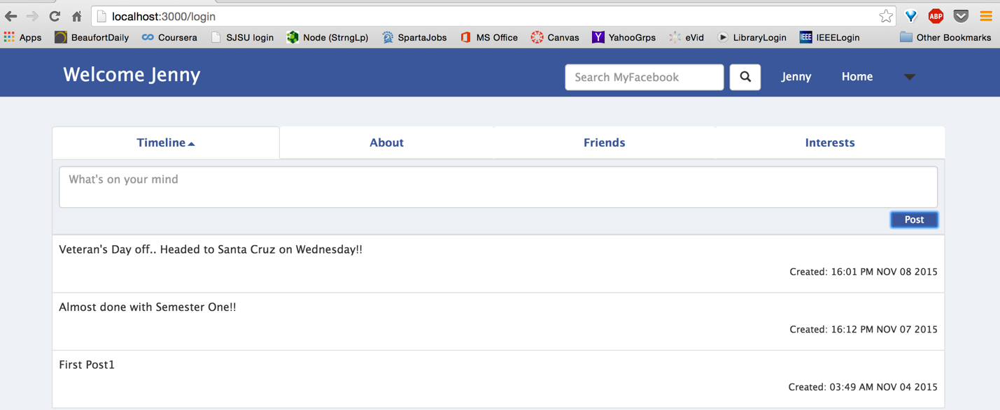 localhost:3000/login
ABP
Apps BeaufortDaily Coursera SJSU login Node (StrngLp) SpartaJobs MS Office Canvas Y YahooGrps eVid LibraryLogin IEEE IEEELogin Other Bookmarks
Welcome Jenny Search MyFacebook Jenny Home
Timeline About Friends Interests
What's on your mind
Post
Veteran's Day off.. Headed to Santa Cruz on Wednesday!!
Created: 16:01 PM NOV 08 2015
Almost done with Semester One!!
Created: 16:12 PM NOV 07 2015
First Post1
Created: 03:49 AM NOV 04 2015